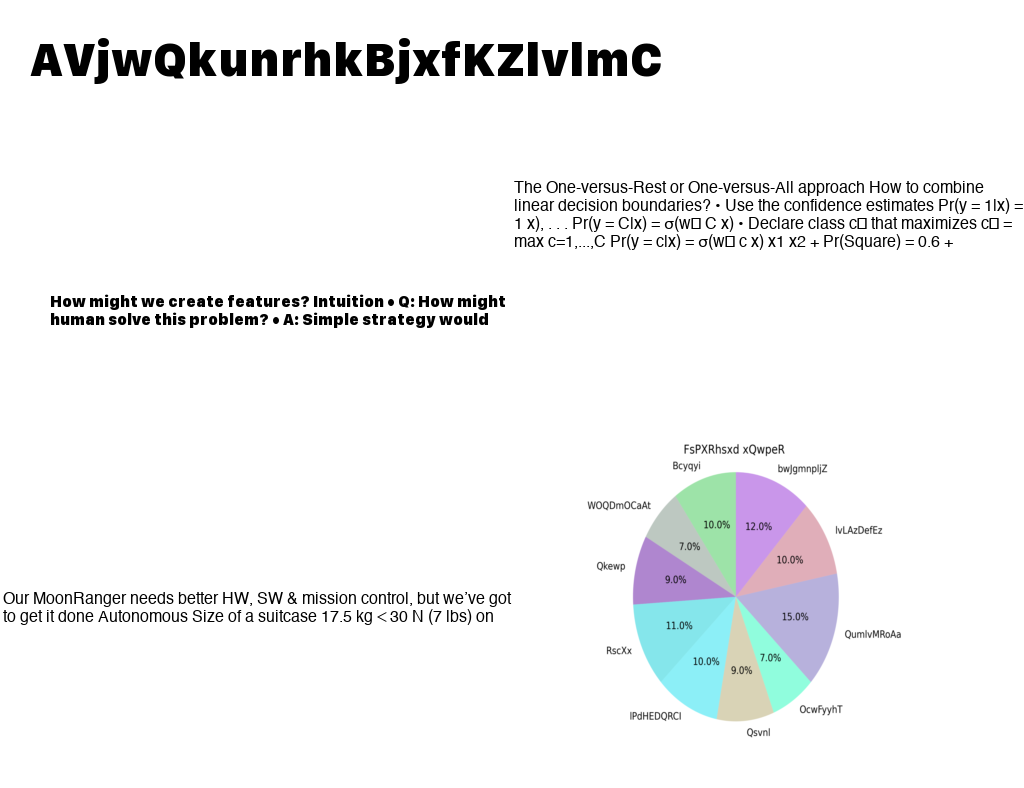 AVjwQkunrhkBjxfKZlvlmC
The One-versus-Rest or One-versus-All approach How to combine
linear decision boundaries? • Use the confidence estimates Pr(y = 1|x) =
1 x), . . . Pr(y = C|x) = σ(w□ C x) • Declare class c□ that maximizes c□ =
max c=1,...,C Pr(y = c|x) = σ(w□ c x) x1 x2 + Pr(Square) = 0.6 +
How might we create features? Intuition • Q: How might
human solve this problem? • A: Simple strategy would
FsPXRhsxd xQwpeR
Bcyqyi
bwJgmnpljZ
WOQDmOCaAt
lvLAzDefEz
10.0%
12.0%
7.0%
10.0%
Qkewp
9.0%
15.0%
11.0%
QumlvMRoAa
RscXx
10.0%
9.0%
7.0%
lPdHEDQRCl
OcwFyyhT
Qsvnl
Our MoonRanger needs better HW, SW & mission control, but we’ve got
to get it done Autonomous Size of a suitcase 17.5 kg < 30 N (7 lbs) on